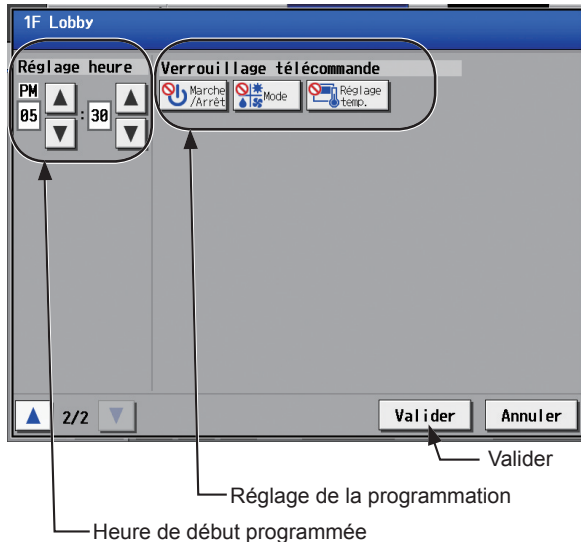 1F Lobby
Réglage heure
Verrouillage télécommande
PM
05 : 30
Marche /Arrêt
Mode
Réglage temp.
2/2
Valider
Annuler
Valider
Réglage de la programmation
Heure de début programmée